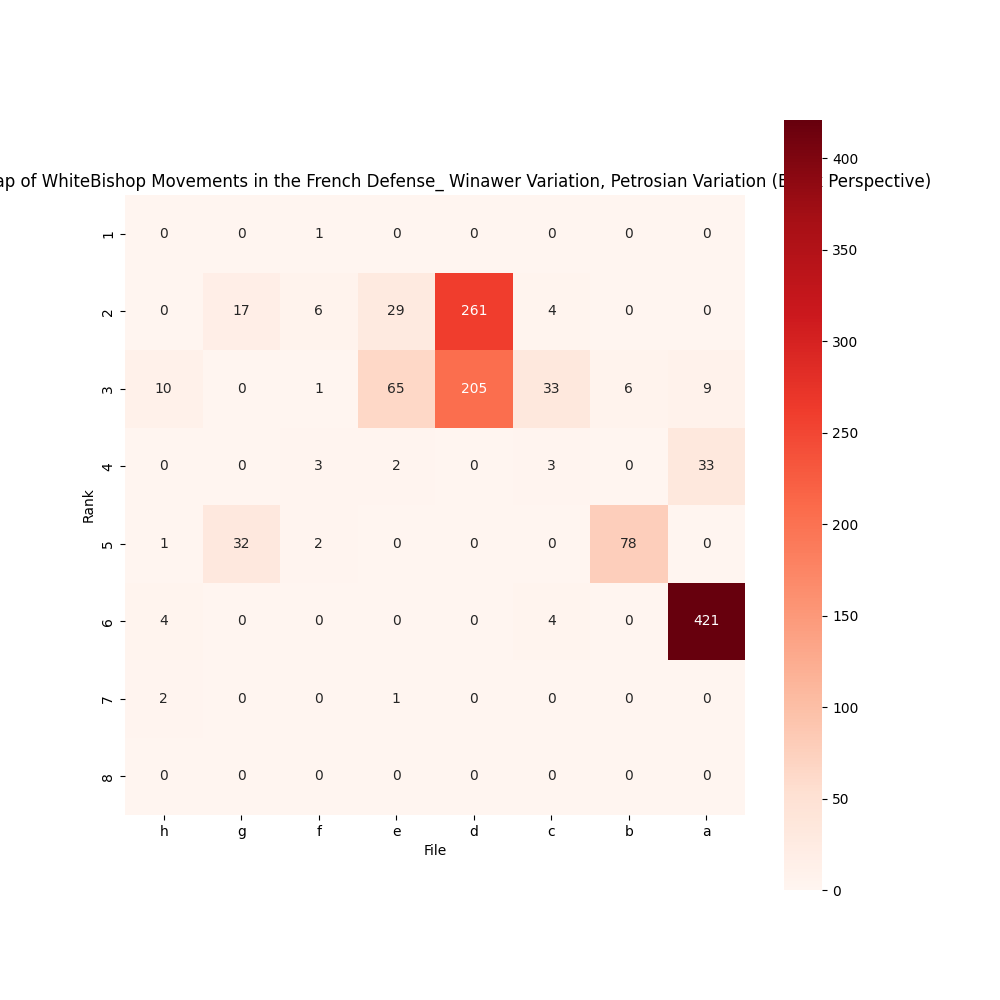 ap of WhiteBishop Movements in the French Defense_ Winawer Variation, Petrosian Variation ( Perspective)
1 0 0 1 0 0 0 0 0
2 0 17 6 29 261 4 0 0
3 10 0 1 65 205 33 6 9
4 0 0 3 2 0 3 0 33
5 1 32 2 0 0 0 78 0
6 4 0 0 0 0 4 0 421
7 2 0 0 1 0 0 0 0
8 0 0 0 0 0 0 0 0
h g f e d c b a
Rank
File
400
350
300
250
200
150
100
50
0